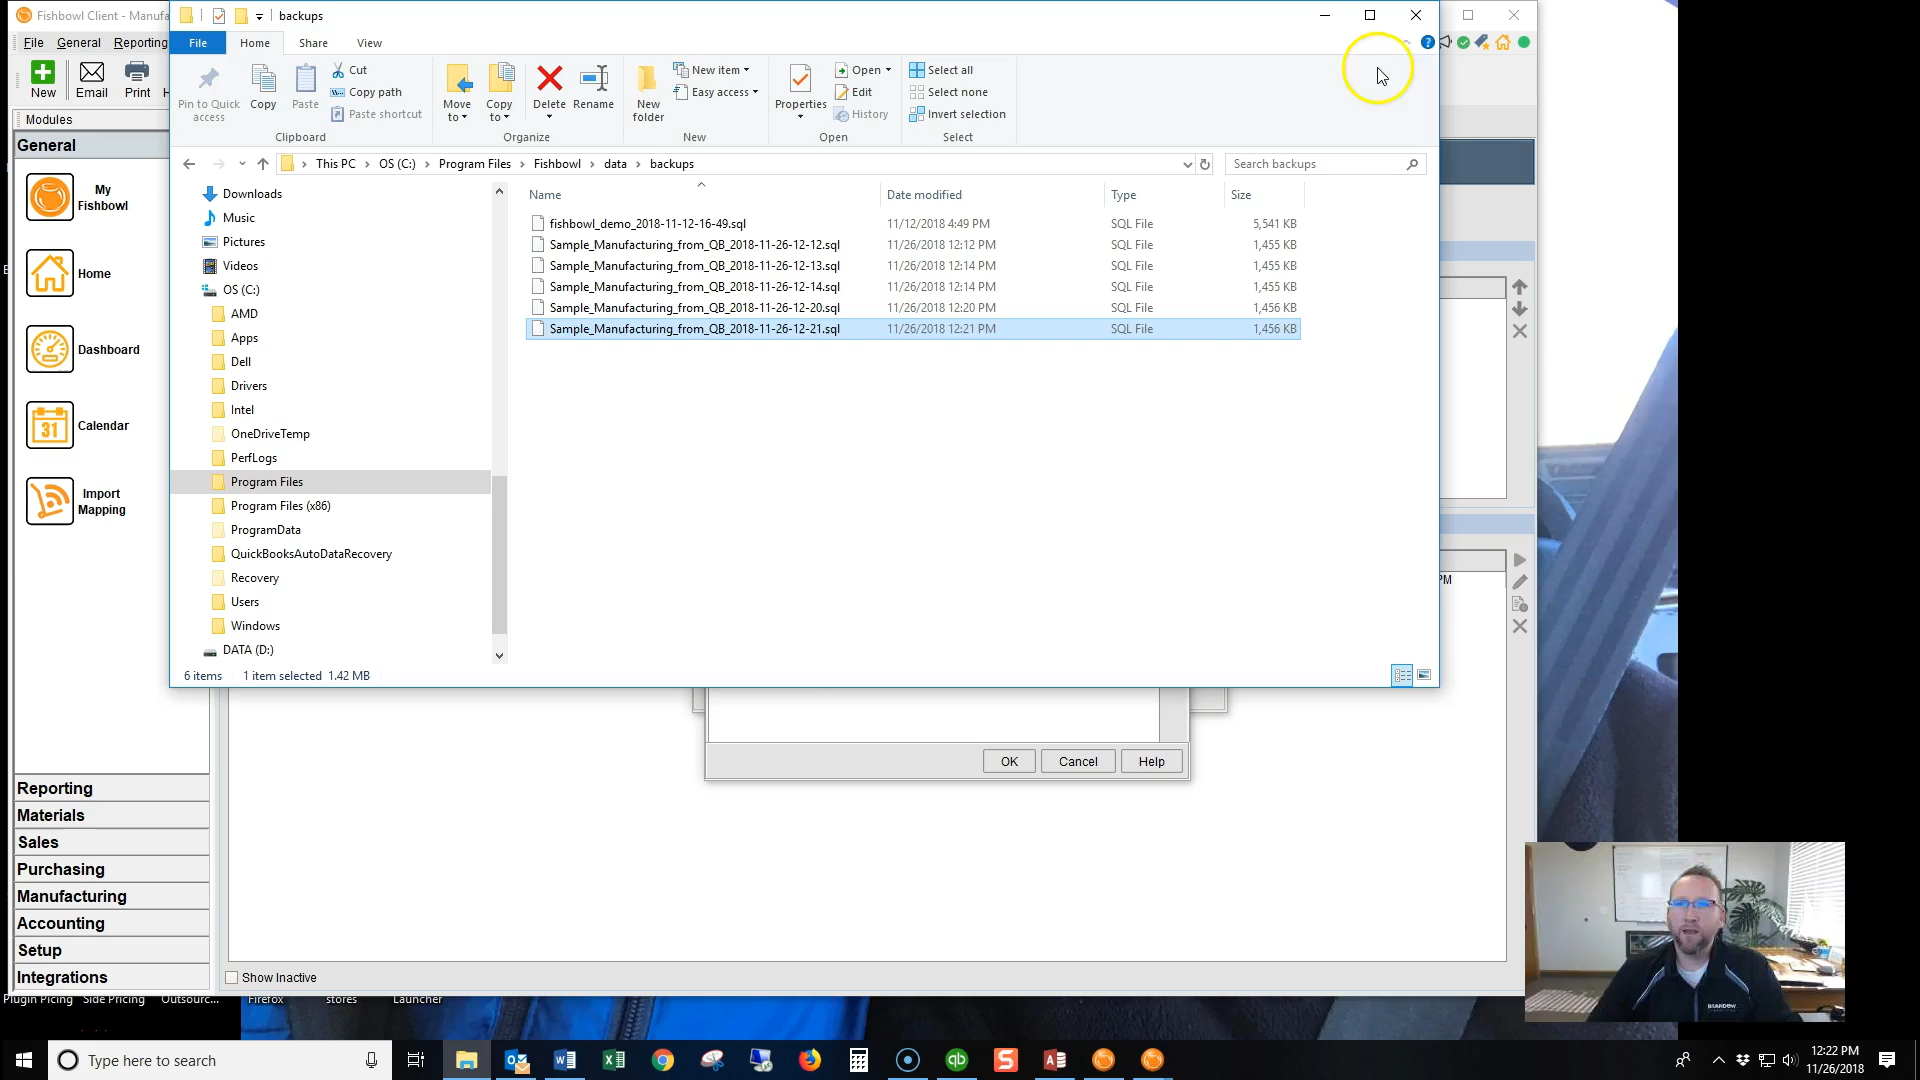 Fishbowl Client - Manufa
backups
File General Reporting
File Home Share View
New Email Print H
Pin to Quick access
Copy
Paste
Cut
Copy path
Paste shortcut
Move to
Copy to
Delete
Rename
New folder
New item
Easy access
Properties
Open
Edit
History
Select all
Select none
Invert selection
Clipboard Organize New Open Select
This PC OS (C:) Program Files Fishbowl data backups
Search backups
Modules
General
My Fishbowl
Home
Dashboard
31
Calendar
Import Mapping
Reporting
Materials
Sales
Purchasing
Manufacturing
Accounting
Setup
Integrations
Downloads
Music
Pictures
Videos
OS (C:)
AMD
Apps
Dell
Drivers
Intel
OneDriveTemp
PerfLogs
Program Files
Program Files (x86)
ProgramData
QuickBooksAutoDataRecovery
Recovery
Users
Windows
DATA (D:)
Name Date modified Type Size
fishbowl_demo_2018-11-12-16-49.sql 11/12/2018 4:49 PM SQL File 5,541 KB
Sample_Manufacturing_from_QB_2018-11-26-12-12.sql 11/26/2018 12:12 PM SQL File 1,455 KB
Sample_Manufacturing_from_QB_2018-11-26-12-13.sql 11/26/2018 12:14 PM SQL File 1,455 KB
Sample_Manufacturing_from_QB_2018-11-26-12-14.sql 11/26/2018 12:14 PM SQL File 1,455 KB
Sample_Manufacturing_from_QB_2018-11-26-12-20.sql 11/26/2018 12:20 PM SQL File 1,456 KB
Sample_Manufacturing_from_QB_2018-11-26-12-21.sql 11/26/2018 12:21 PM SQL File 1,456 KB
PM
6 items 1 item selected 1.42 MB
OK Cancel Help
Show Inactive
Plugin Picing Side Pricing Outsourc... Firefox stores Launcher
BRANDOW
Type here to search
12:22 PM
11/26/2018